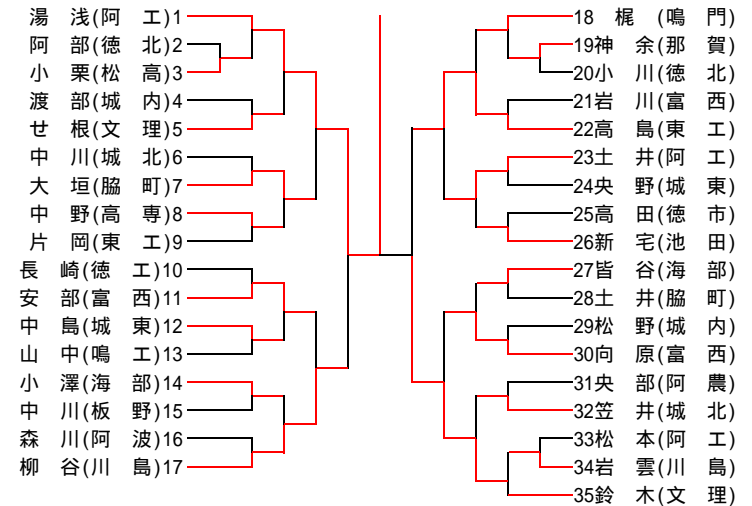 湯 浅(阿 工)1
阿 部(徳 北)2
小 栗(松 高)3
渡 部(城 内)4
せ 根(文 理)5
中 川(城 北)6
大 垣(脇 町)7
中 野(高 専)8
片 岡(東 工)9
長 崎(徳 工)10
安 部(富 西)11
中 島(城 東)12
山 中(鳴 工)13
小 澤(海 部)14
中 川(板 野)15
森 川(阿 波)16
柳 谷(川 島)17
18 梶 (鳴 門)
19神 余(那 賀)
20小 川(徳 北)
21岩 川(富 西)
22高 島(東 工)
23土 井(阿 工)
24央 野(城 東)
25高 田(徳 市)
26新 宅(池 田)
27皆 谷(海 部)
28土 井(脇 町)
29松 野(城 内)
30向 原(富 西)
31央 部(阿 農)
32笠 井(城 北)
33松 本(阿 工)
34岩 雲(川 島)
35鈴 木(文 理)